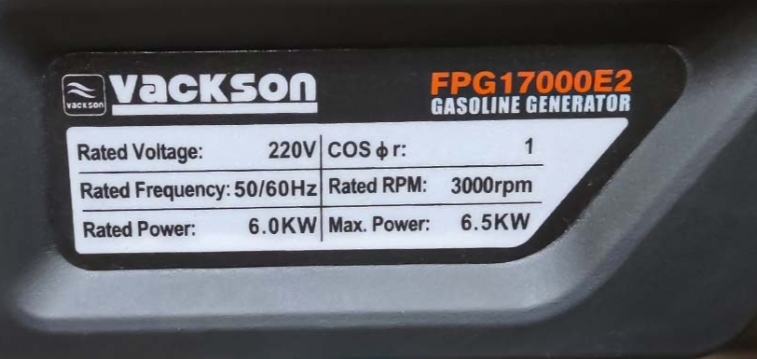 vackson FPG17000E2
vackson GASOLINE GENERATOR
Rated Voltage: 220V COS ϕ r: 1
Rated Frequency: 50/60Hz Rated RPM: 3000rpm
Rated Power: 6.0KW Max. Power: 6.5KW